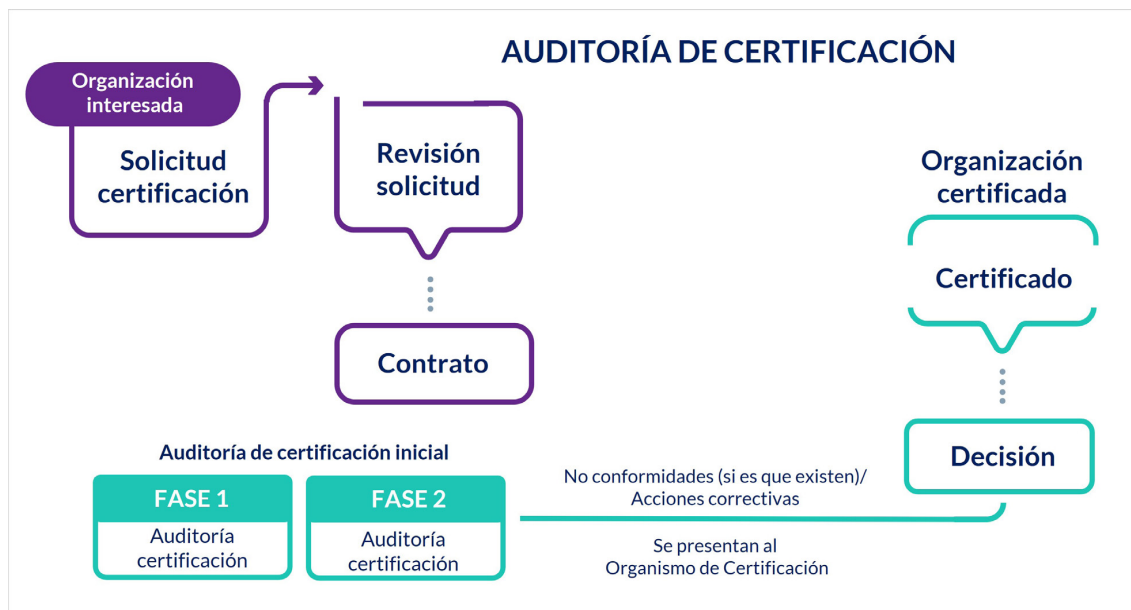 AUDITORÍA DE CERTIFICACIÓN
Organización
interesada
Solicitud
certificación
Revisión
solicitud
Contrato
Auditoría de certificación inicial
FASE 1
Auditoría
certificación
FASE 2
Auditoría
certificación
No conformidades (si es que existen)/
Acciones correctivas
Se presentan al
Organismo de Certificación
Decisión
Certificado
Organización
certificada